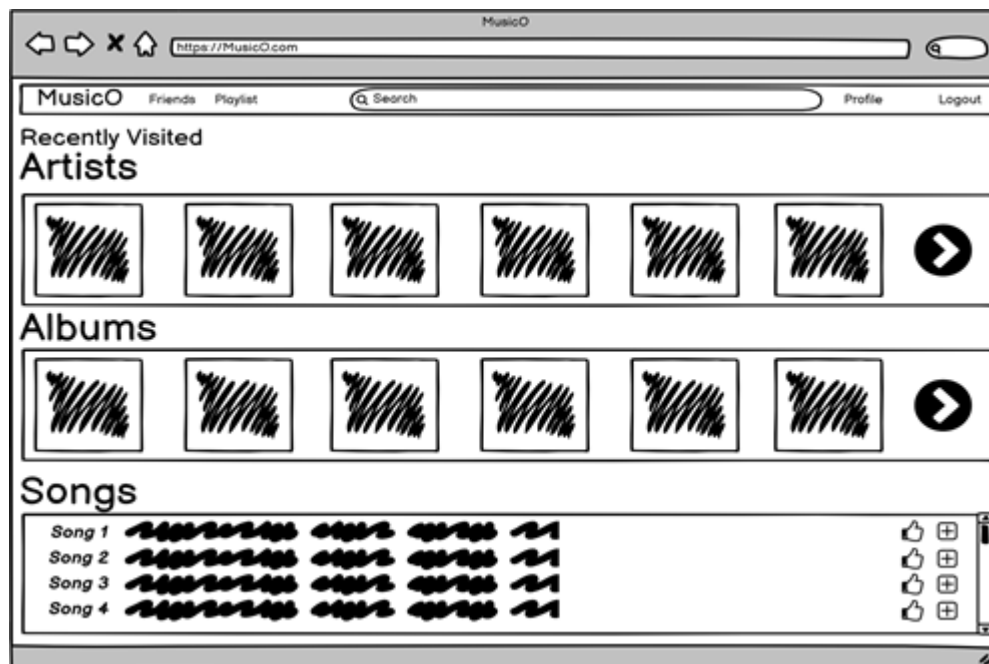 MusicO
https://MusicO.com
MusicO Friends Playlist Search Profile Logout
Recently Visited
Artists
Albums
Songs
Song 1
Song 2
Song 3
Song 4